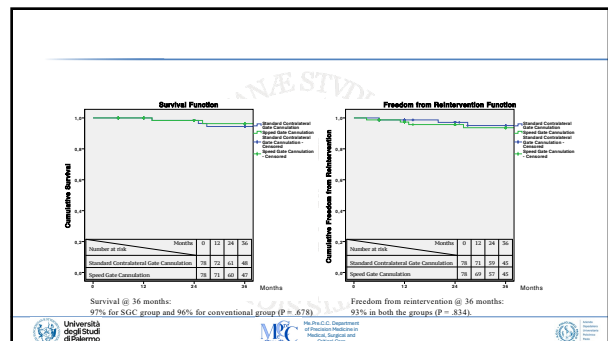 NÆ STVD
Survival Function
Cumulative Survival
1,0
0,8
0,6
0,4
0,2
0,0
Standard Contralateral
Gate Cannulation
Speed Gate Cannulation
Standard Contralateral
Gate Cannulation -
Censored
Speed Gate Cannulation
- Censored
Months 0 12 24 36
Number at risk
Standard Contralateral Gate Cannulation 78 72 61 48
Speed Gate Cannulation 78 71 60 47
0 12 24 36
Months
Survival @ 36 months:
97% for SGC group and 96% for conventional group (P = .678)
Freedom from Reintervention Function
Cumulative Freedom from Reintervention
1,0
0,8
0,6
0,4
0,2
0,0
Standard Contralateral
Gate Cannulation
Speed Gate Cannulation
Standard Contralateral
Gate Cannulation -
Censored
Speed Gate Cannulation
- Censored
Months 0 12 24 36
Number at risk
Standard Contralateral Gate Cannulation 78 71 59 45
Speed Gate Cannulation 78 69 57 45
0 12 24 36
Months
Freedom from reintervention @ 36 months:
93% in both the groups (P = .834).
Università
degli Studi
di Palermo
Me.Pre.C.C. Department
of Precision Medicine in
Medical, Surgical and